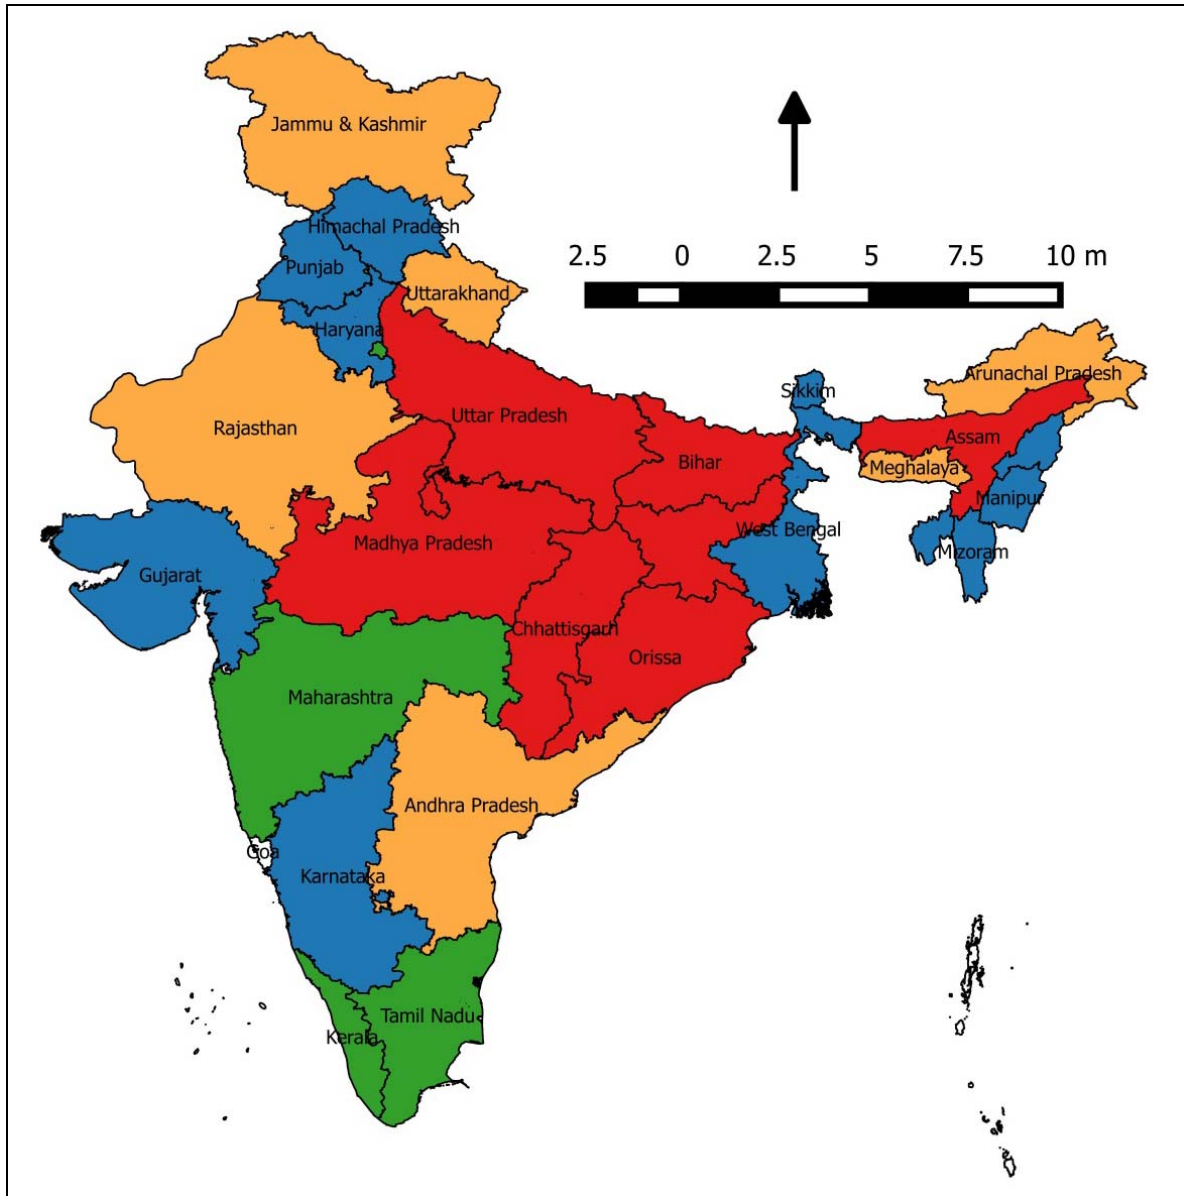 Jammu & Kashmir
Himachal Pradesh
2.5 0 2.5 5 7.5 10 m
Punjab
Uttarakhand
Haryana
Arunachal Pradesh
Sikkim
Uttar Pradesh
Rajasthan
Assam
Bihar
Meghalaya
Manipur
West Bengal
Madhya Pradesh
Mizoram
Gujarat
Chhattisgarh
Orissa
Maharashtra
Andhra Pradesh
Goa
Karnataka
Tamil Nadu
Kerala